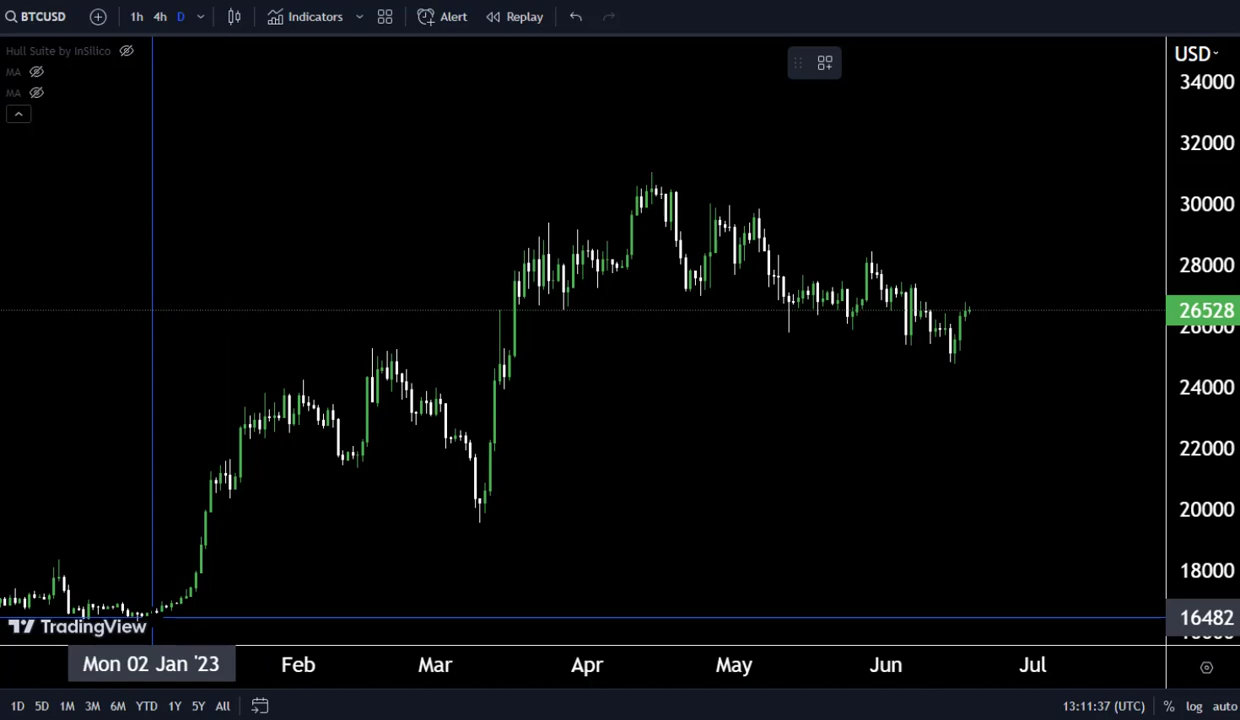 BTCUSD 1h 4h D Indicators Alert Replay
Hull Suite by InSilico
MA
MA
USD
34000
32000
30000
28000
26528
26000
24000
22000
20000
18000
16482
TradingView
Mon 02 Jan '23 Feb Mar Apr May Jun Jul
1D 5D 1M 3M 6M YTD 1Y 5Y All 13:11:37 (UTC) % log auto